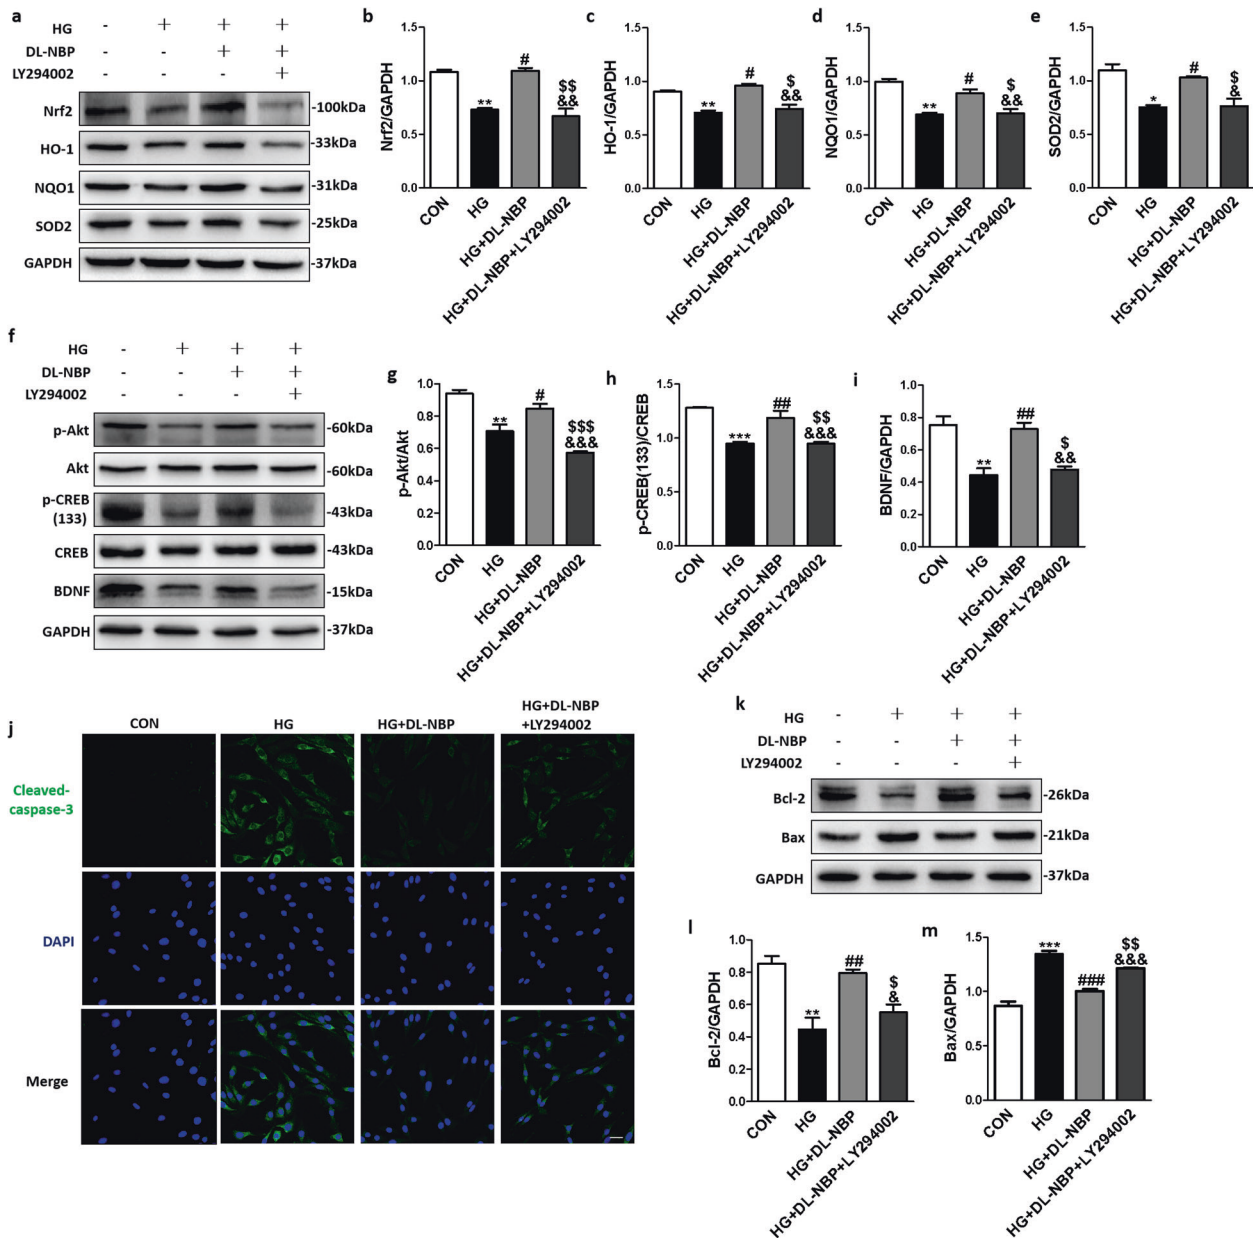 a
HG - + + +
DL-NBP - - + +
LY294002 - - - +
Nrf2 -100kDa
HO-1 -33kDa
NQO1 -31kDa
SOD2 -25kDa
GAPDH -37kDa
b
Nrf2/GAPDH
1.5
1.0
0.5
0.0
** # $$ &&
CON HG HG+DL-NBP HG+DL-NBP+LY294002
c
HO-1/GAPDH
1.5
1.0
0.5
0.0
** # $ &&
CON HG HG+DL-NBP HG+DL-NBP+LY294002
d
NQO1/GAPDH
1.5
1.0
0.5
0.0
** # $ &&
CON HG HG+DL-NBP HG+DL-NBP+LY294002
e
SOD2/GAPDH
1.5
1.0
0.5
0.0
* # $ &
CON HG HG+DL-NBP HG+DL-NBP+LY294002
f
HG - + + +
DL-NBP - - + +
LY294002 - - - +
p-Akt -60kDa
Akt -60kDa
p-CREB
(133) -43kDa
CREB -43kDa
BDNF -15kDa
GAPDH -37kDa
g
p-Akt/Akt
1.0
0.8
0.6
0.4
0.2
0.0
** # $$$ &&&
CON HG HG+DL-NBP HG+DL-NBP+LY294002
h
p-CREB(133)/CREB
1.5
1.0
0.5
0.0
*** ## $$ &&&
CON HG HG+DL-NBP HG+DL-NBP+LY294002
i
BDNF/GAPDH
1.0
0.8
0.6
0.4
0.2
0.0
** ## $ &&
CON HG HG+DL-NBP HG+DL-NBP+LY294002
j
CON HG HG+DL-NBP HG+DL-NBP
+LY294002
Cleaved-
caspase-3
DAPI
Merge
k
HG - + + +
DL-NBP - - + +
LY294002 - - - +
Bcl-2 -26kDa
Bax -21kDa
GAPDH -37kDa
l
Bcl-2/GAPDH
1.0
0.8
0.6
0.4
0.2
0.0
** ## $ &
CON HG HG+DL-NBP HG+DL-NBP+LY294002
m
Bax/GAPDH
1.5
1.0
0.5
0.0
*** ### $$ &&&
CON HG HG+DL-NBP HG+DL-NBP+LY294002